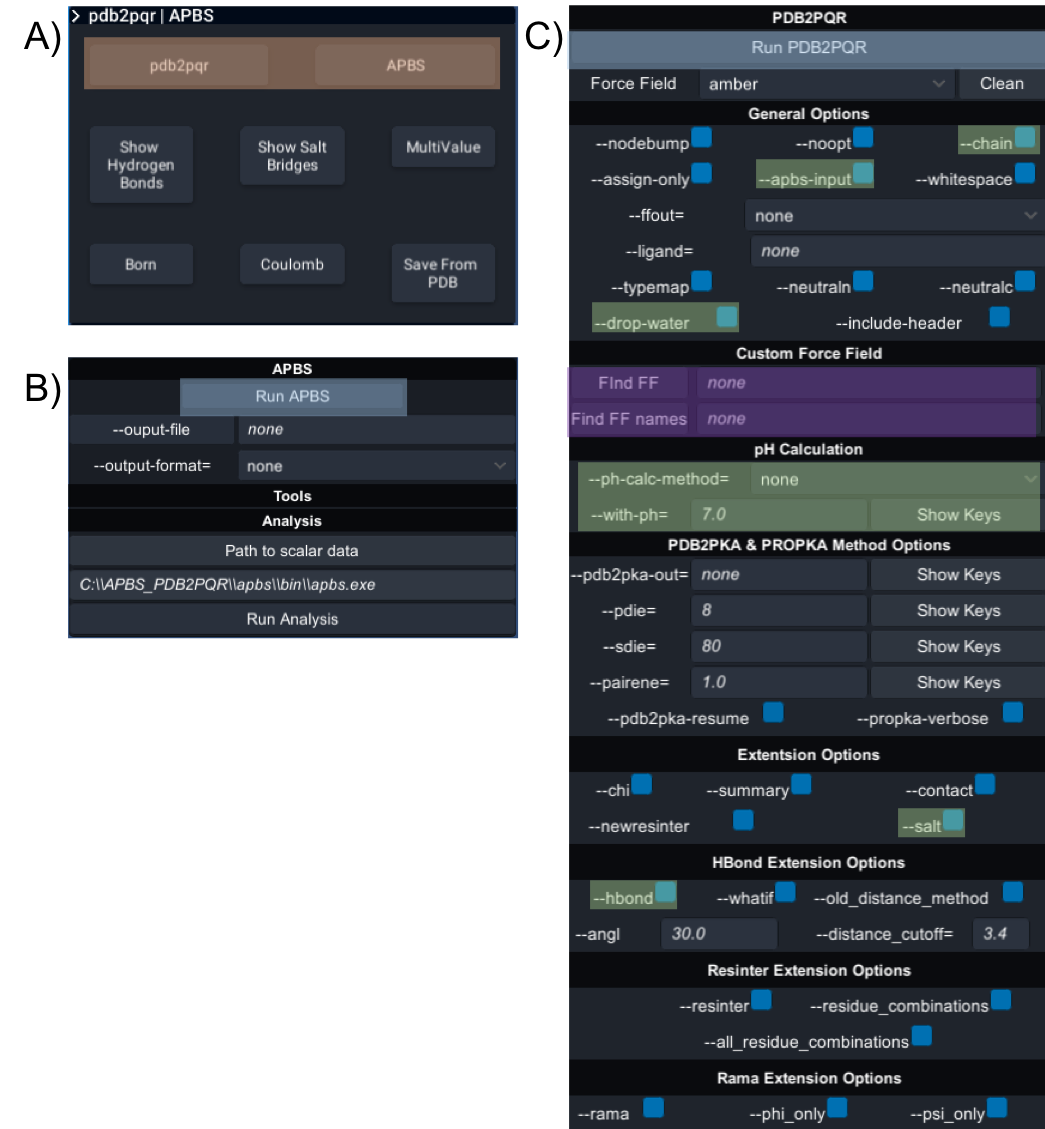 A)
> pdb2pqr | APBS
pdb2pqr APBS
Show Hydrogen Bonds
Show Salt Bridges
MultiValue
Born
Coulomb
Save From PDB
B)
APBS
Run APBS
--ouput-file none
--output-format= none
Tools
Analysis
Path to scalar data
C:\\APBS_PDB2PQR\\apbs\\bin\\apbs.exe
Run Analysis
C)
PDB2PQR
Run PDB2PQR
Force Field amber Clean
General Options
--nodebump --noopt --chain
--assign-only --apbs-input --whitespace
--ffout= none
--ligand= none
--typemap --neutraln --neutralc
--drop-water --include-header
Custom Force Field
FInd FF none
Find FF names none
pH Calculation
--ph-calc-method= none
--with-ph= 7.0 Show Keys
PDB2PKA & PROPKA Method Options
--pdb2pka-out= none Show Keys
--pdie= 8 Show Keys
--sdie= 80 Show Keys
--pairene= 1.0 Show Keys
--pdb2pka-resume --propka-verbose
Extentsion Options
--chi --summary --contact
--newresinter --salt
HBond Extension Options
--hbond --whatif --old_distance_method
--angl 30.0 --distance_cutoff= 3.4
Resinter Extension Options
--resinter --residue_combinations
--all_residue_combinations
Rama Extension Options
--rama --phi_only --psi_only